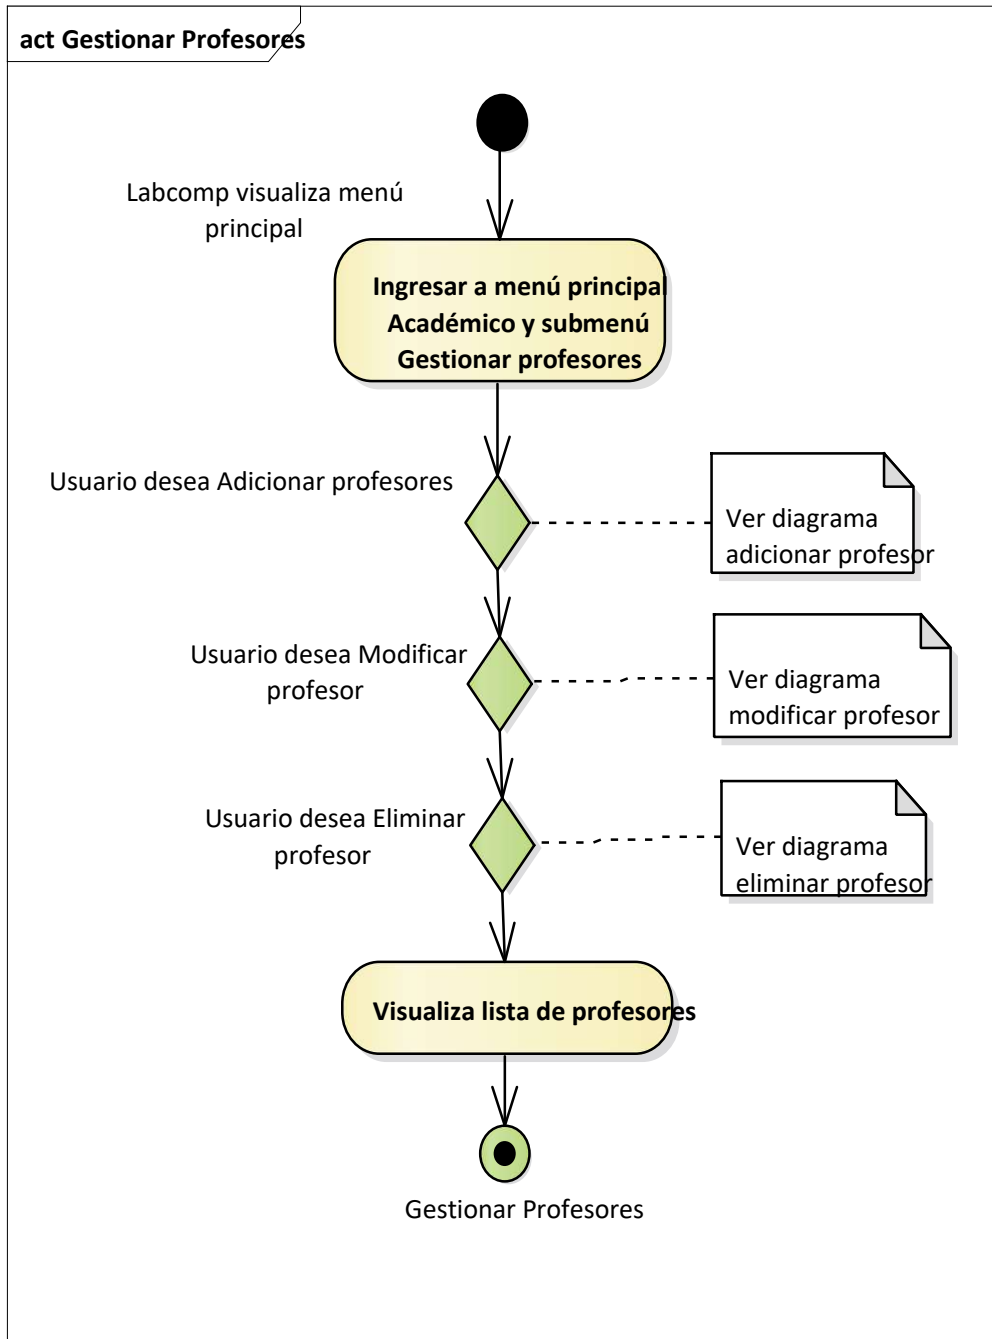 act Gestionar Profesores
Labcomp visualiza menú
principal
Ingresar a menú principal
Académico y submenú
Gestionar profesores
Usuario desea Adicionar profesores
Ver diagrama
adicionar profesor
Usuario desea Modificar
profesor
Ver diagrama
modificar profesor
Usuario desea Eliminar
profesor
Ver diagrama
eliminar profesor
Visualiza lista de profesores
Gestionar Profesores